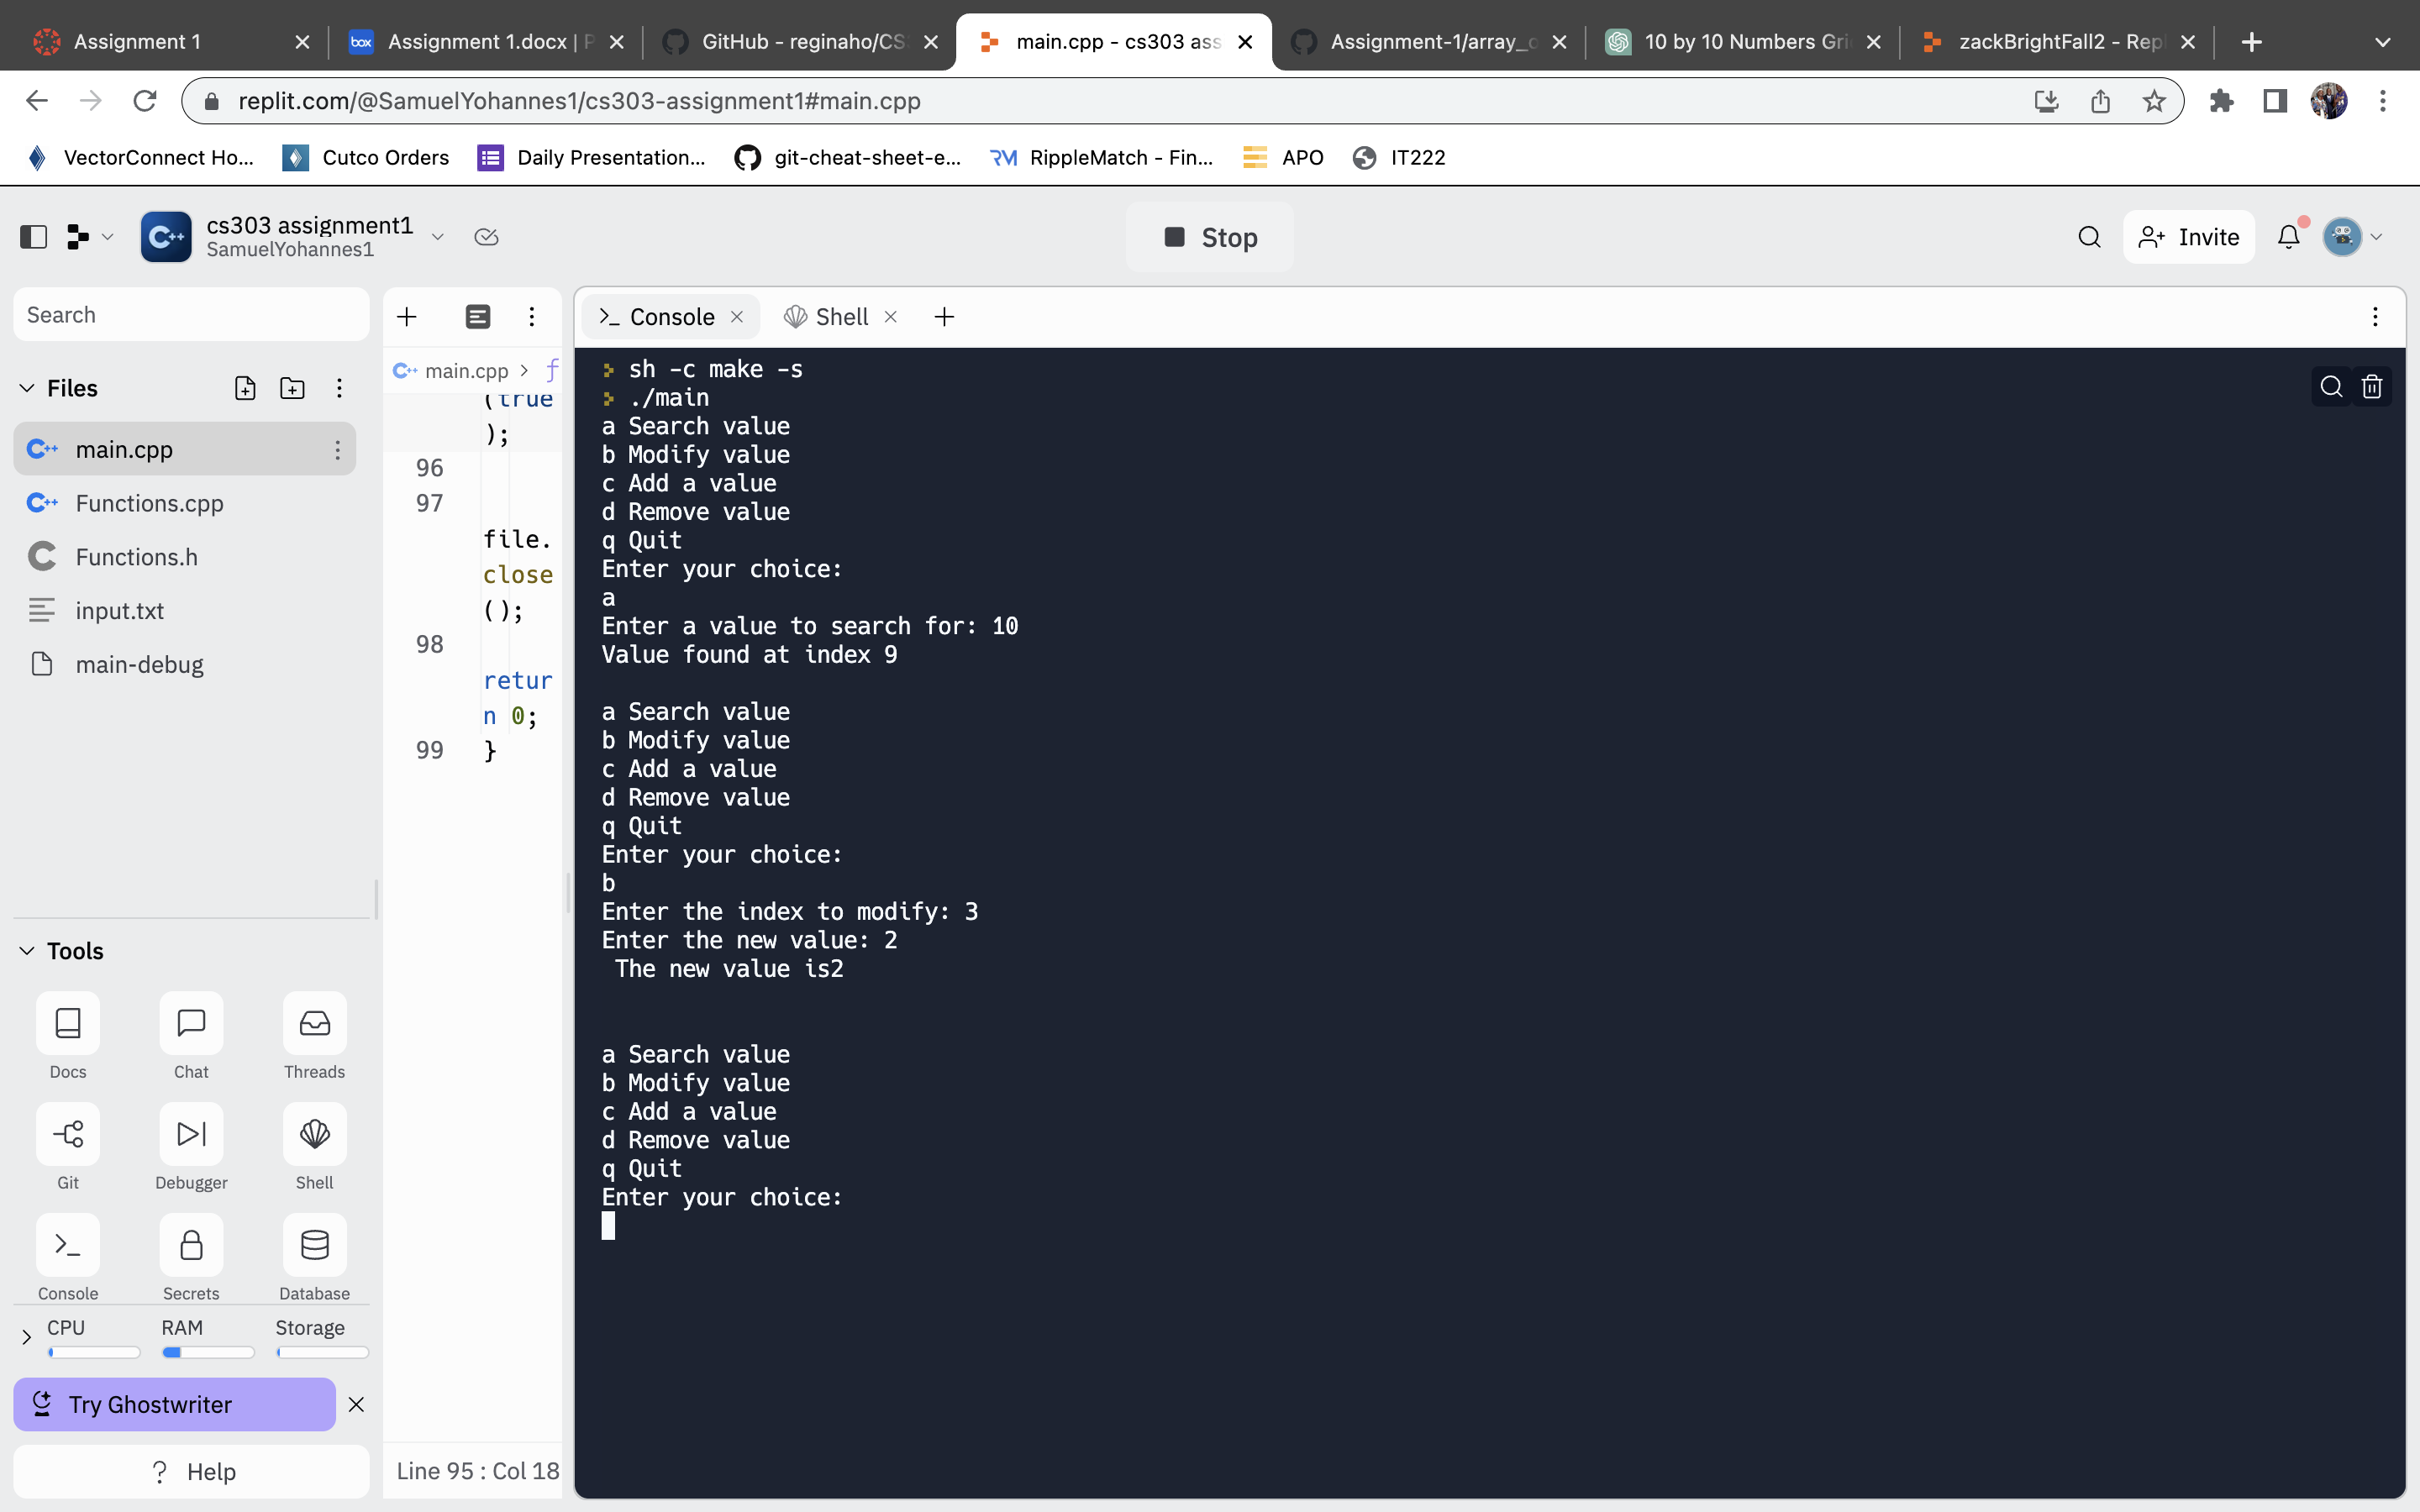 Assignment 1
box Assignment 1.docx | P
GitHub - reginaho/CS
main.cpp - cs303 ass
Assignment-1/array_o
10 by 10 Numbers Gri
zackBrightFall2 - Repl
replit.com/@SamuelYohannes1/cs303-assignment1#main.cpp
VectorConnect Ho...
Cutco Orders
Daily Presentation...
git-cheat-sheet-e...
RM RippleMatch - Fin...
APO
IT222
C++ cs303 assignment1
SamuelYohannes1
Stop
Invite
Search
Files
C++ main.cpp
C++ Functions.cpp
C Functions.h
input.txt
main-debug
Tools
Docs
Chat
Threads
Git
Debugger
Shell
Console
Secrets
Database
CPU
RAM
Storage
Try Ghostwriter
? Help
C++ main.cpp > f
(true
);
96
97
file.
close
();
98
retur
n 0;
99 }
Line 95 : Col 18
>_ Console
Shell
sh -c make -s
./main
a Search value
b Modify value
c Add a value
d Remove value
q Quit
Enter your choice:
a
Enter a value to search for: 10
Value found at index 9
a Search value
b Modify value
c Add a value
d Remove value
q Quit
Enter your choice:
b
Enter the index to modify: 3
Enter the new value: 2
The new value is2
a Search value
b Modify value
c Add a value
d Remove value
q Quit
Enter your choice: